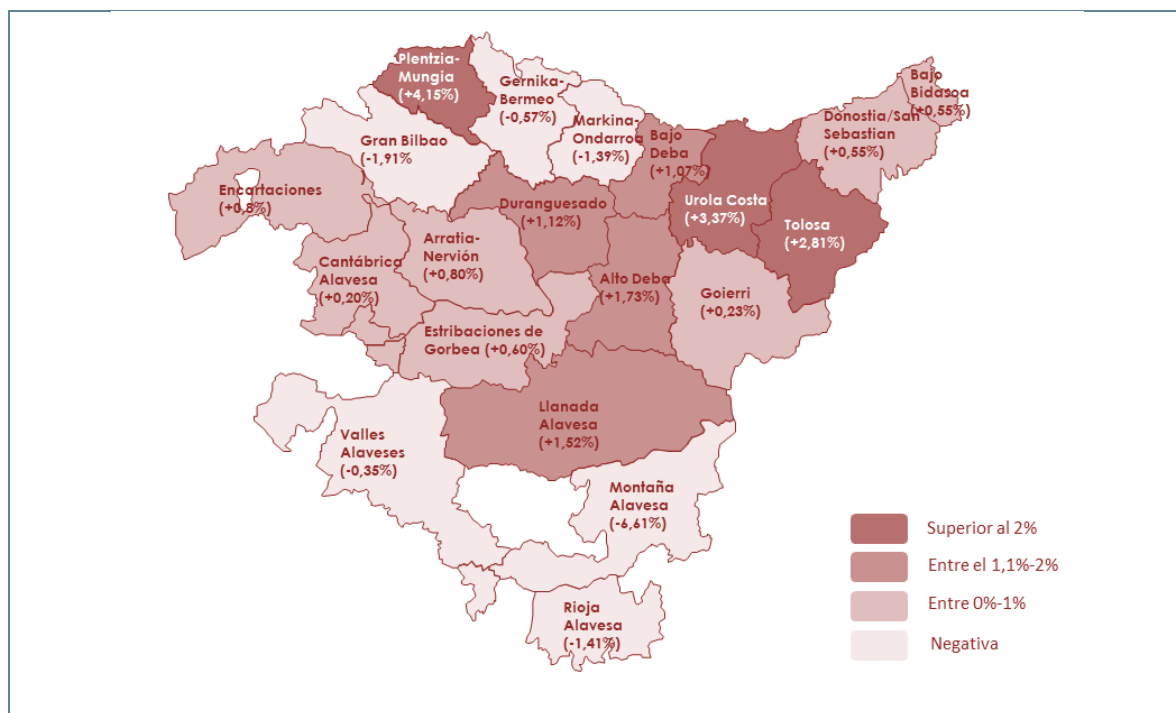 Plentzia-
Mungia
(+4,15%)
Gernika-
Bermeo
(-0,57%)
Markina-
Ondarroa
(-1,39%)
Bajo
Deba
(+1,07%)
Bajo
Bidasoa
(+0,55%)
Donostia/San
Sebastian
(+0,55%)
Gran Bilbao
(-1,91%
)
Encartaciones
(+0,8%)
Duranguesado
(+1,12%)
Urola Costa
(+3,37%)
Tolosa
(+2,81%)
Arratia-
Nervión
(+0,80%)
Cantábrica
Alavesa
(+0,20%)
Alto Deba
(+1,73%)
Goierri
(+0,23%)
Estribaciones de
Gorbea (+0,60%)
Llanada
Alavesa
(+1,52%)
Valles
Alaveses
(-0,35%)
Montaña
Alavesa
(-6,61%)
Rioja
Alavesa
(-1,41%)
Superior al 2%
Entre el 1,1%-2%
Entre 0%-1%
Negativa